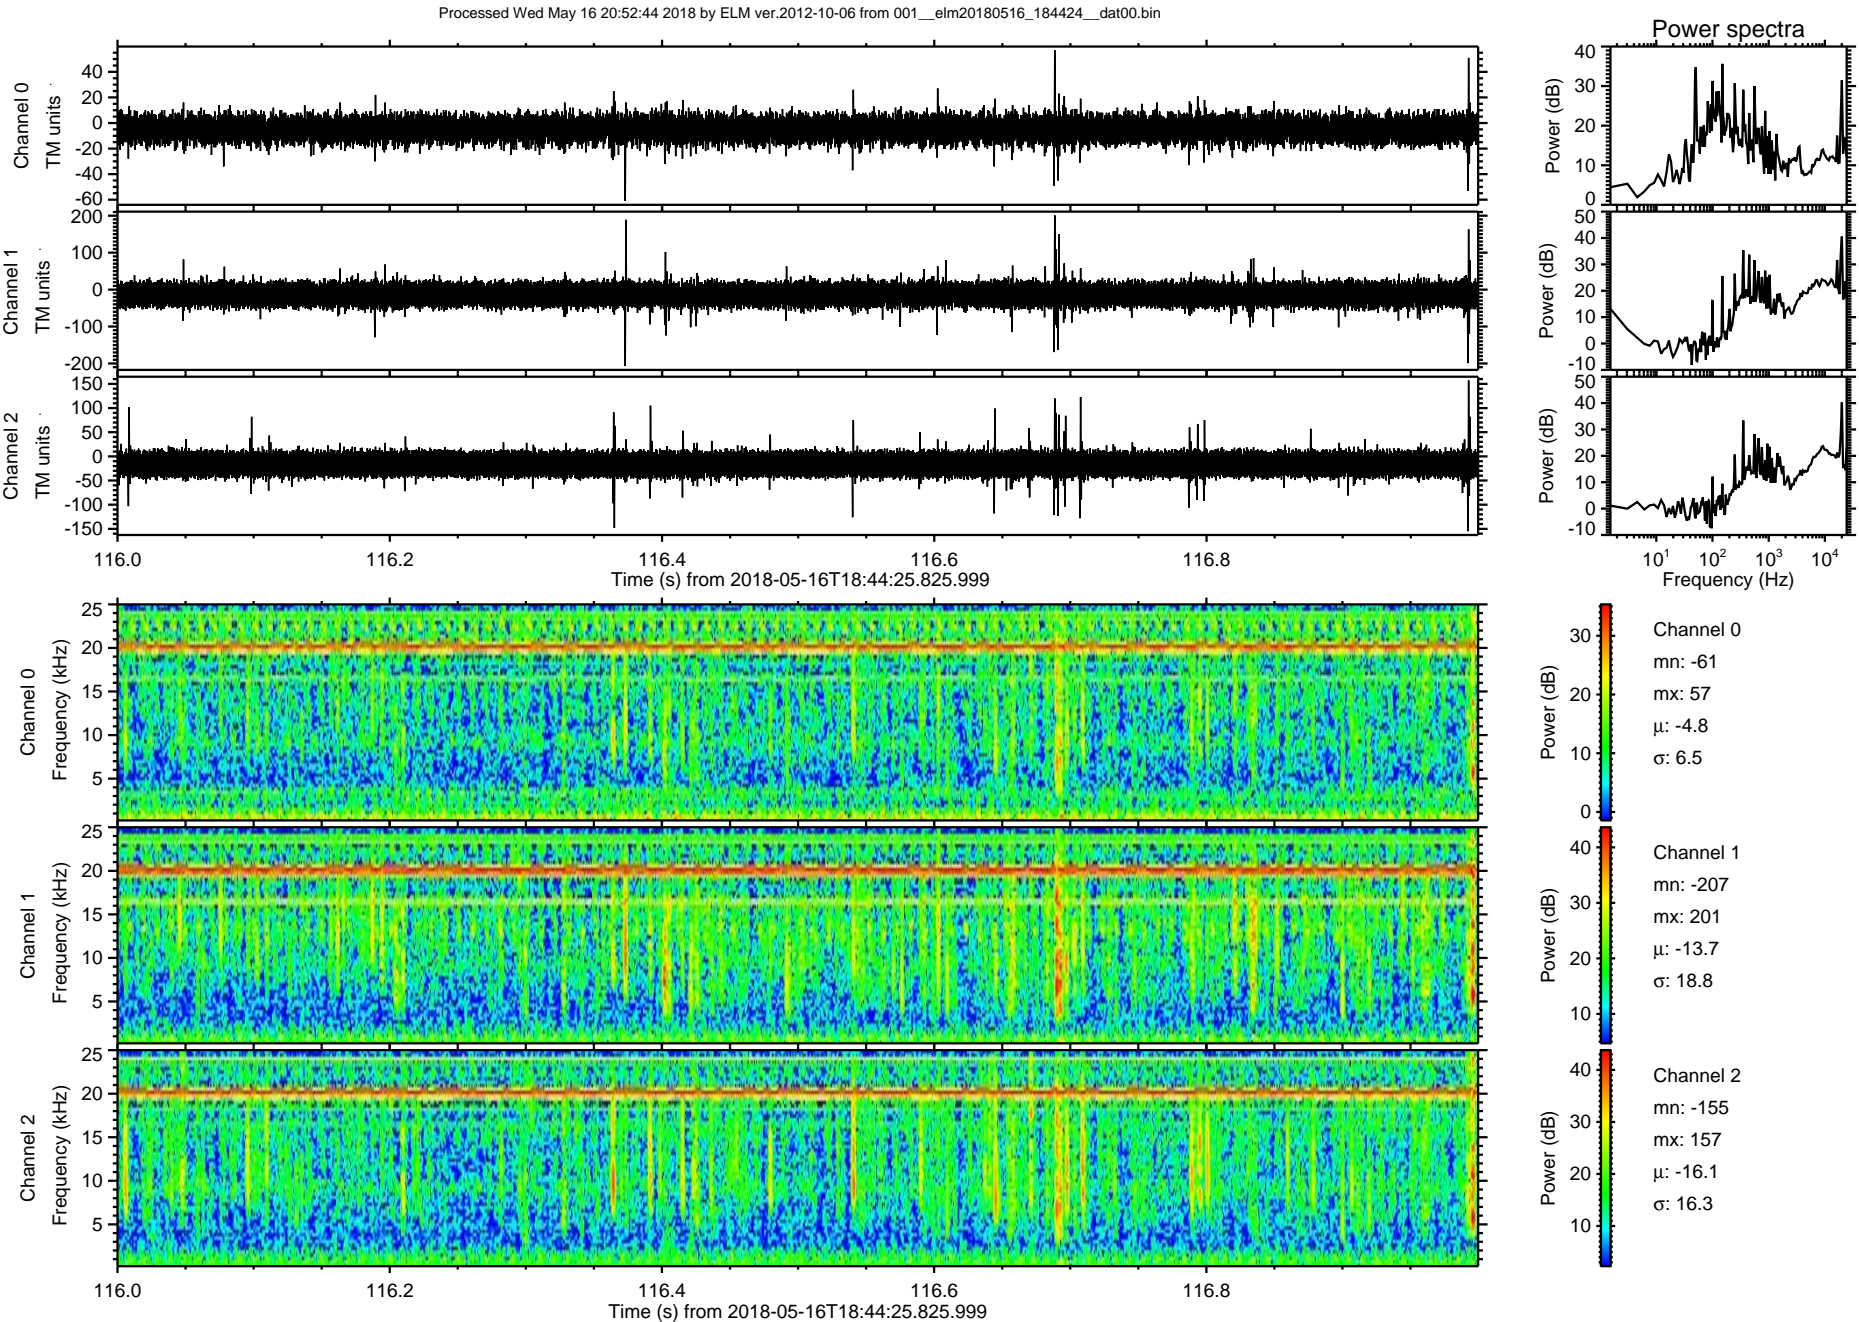 Processed Wed May 16 20:52:44 2018 by ELM ver.2012-10-06 from 001__elm20180516_184424__dat00.bin
Power spectra
Channel 0
TM units
40
20
0
-20
-40
-60
Power (dB)
40
30
20
10
0
Channel 1
TM units
200
100
0
-100
-200
Power (dB)
50
40
30
20
10
0
-10
Channel 2
TM units
150
100
50
0
-50
-100
-150
Power (dB)
50
40
30
20
10
0
-10
116.0 116.2 116.4 116.6 116.8
Time (s) from 2018-05-16T18:44:25.825.999
10^1 10^2 10^3 10^4
Frequency (Hz)
Channel 0
Frequency (kHz)
25
20
15
10
5
Power (dB)
30
20
10
0
Channel 0
mn: -61
mx: 57
μ: -4.8
σ: 6.5
Channel 1
Frequency (kHz)
25
20
15
10
5
Power (dB)
40
30
20
10
Channel 1
mn: -207
mx: 201
μ: -13.7
σ: 18.8
Channel 2
Frequency (kHz)
25
20
15
10
5
Power (dB)
40
30
20
10
Channel 2
mn: -155
mx: 157
μ: -16.1
σ: 16.3
116.0 116.2 116.4 116.6 116.8
Time (s) from 2018-05-16T18:44:25.825.999